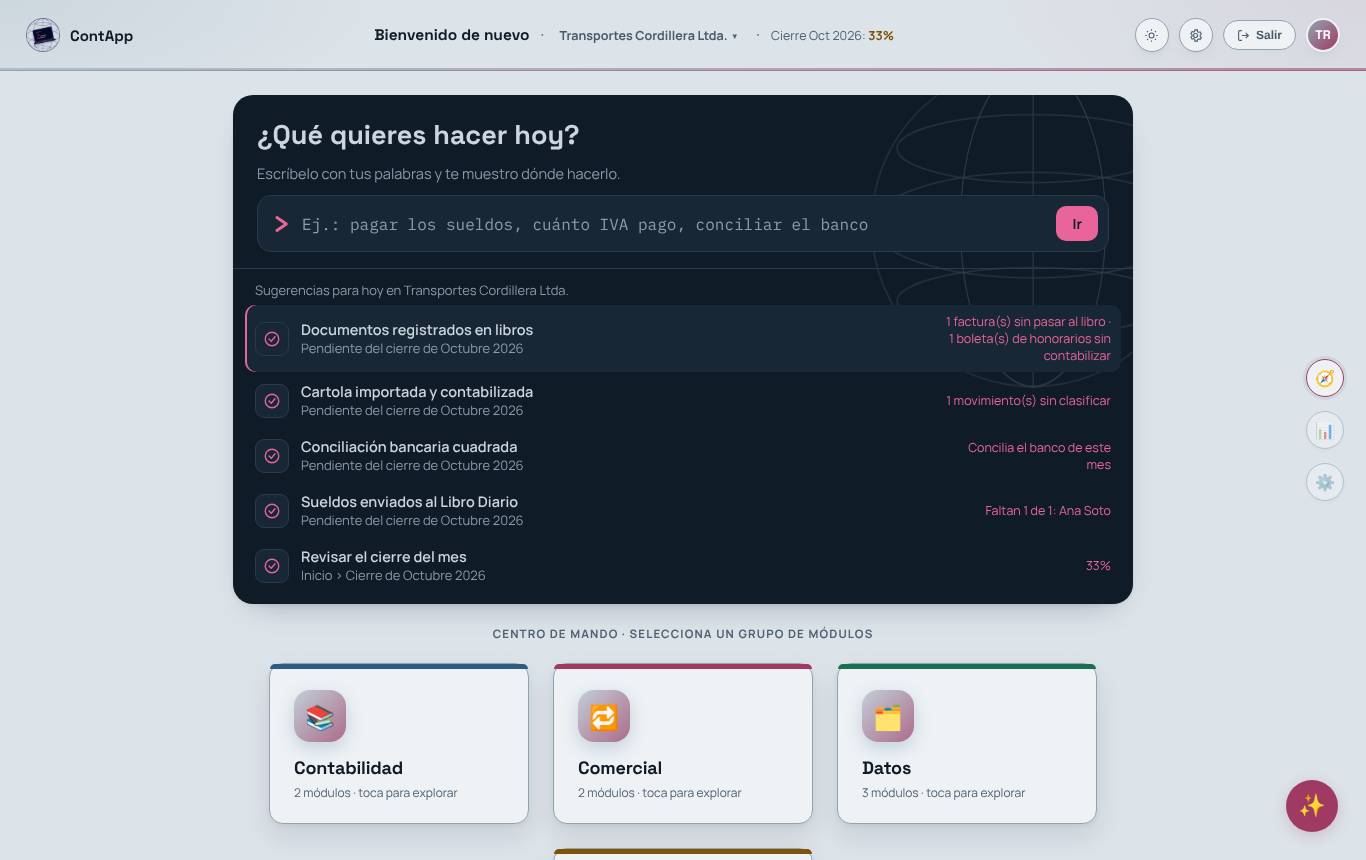 ContApp
Bienvenido de nuevo · Transportes Cordillera Ltda. ▾ · Cierre Oct 2026: 33%
Salir
TR
¿Qué quieres hacer hoy?
Escríbelo con tus palabras y te muestro dónde hacerlo.
Ej.: pagar los sueldos, cuánto IVA pago, conciliar el banco
Ir
Sugerencias para hoy en Transportes Cordillera Ltda.
Documentos registrados en libros
Pendiente del cierre de Octubre 2026
1 factura(s) sin pasar al libro ·
1 boleta(s) de honorarios sin
contabilizar
Cartola importada y contabilizada
Pendiente del cierre de Octubre 2026
1 movimiento(s) sin clasificar
Conciliación bancaria cuadrada
Pendiente del cierre de Octubre 2026
Concilia el banco de este
mes
Sueldos enviados al Libro Diario
Pendiente del cierre de Octubre 2026
Faltan 1 de 1: Ana Soto
Revisar el cierre del mes
Inicio › Cierre de Octubre 2026
33%
CENTRO DE MANDO · SELECCIONA UN GRUPO DE MÓDULOS
Contabilidad
2 módulos · toca para explorar
Comercial
2 módulos · toca para explorar
Datos
3 módulos · toca para explorar